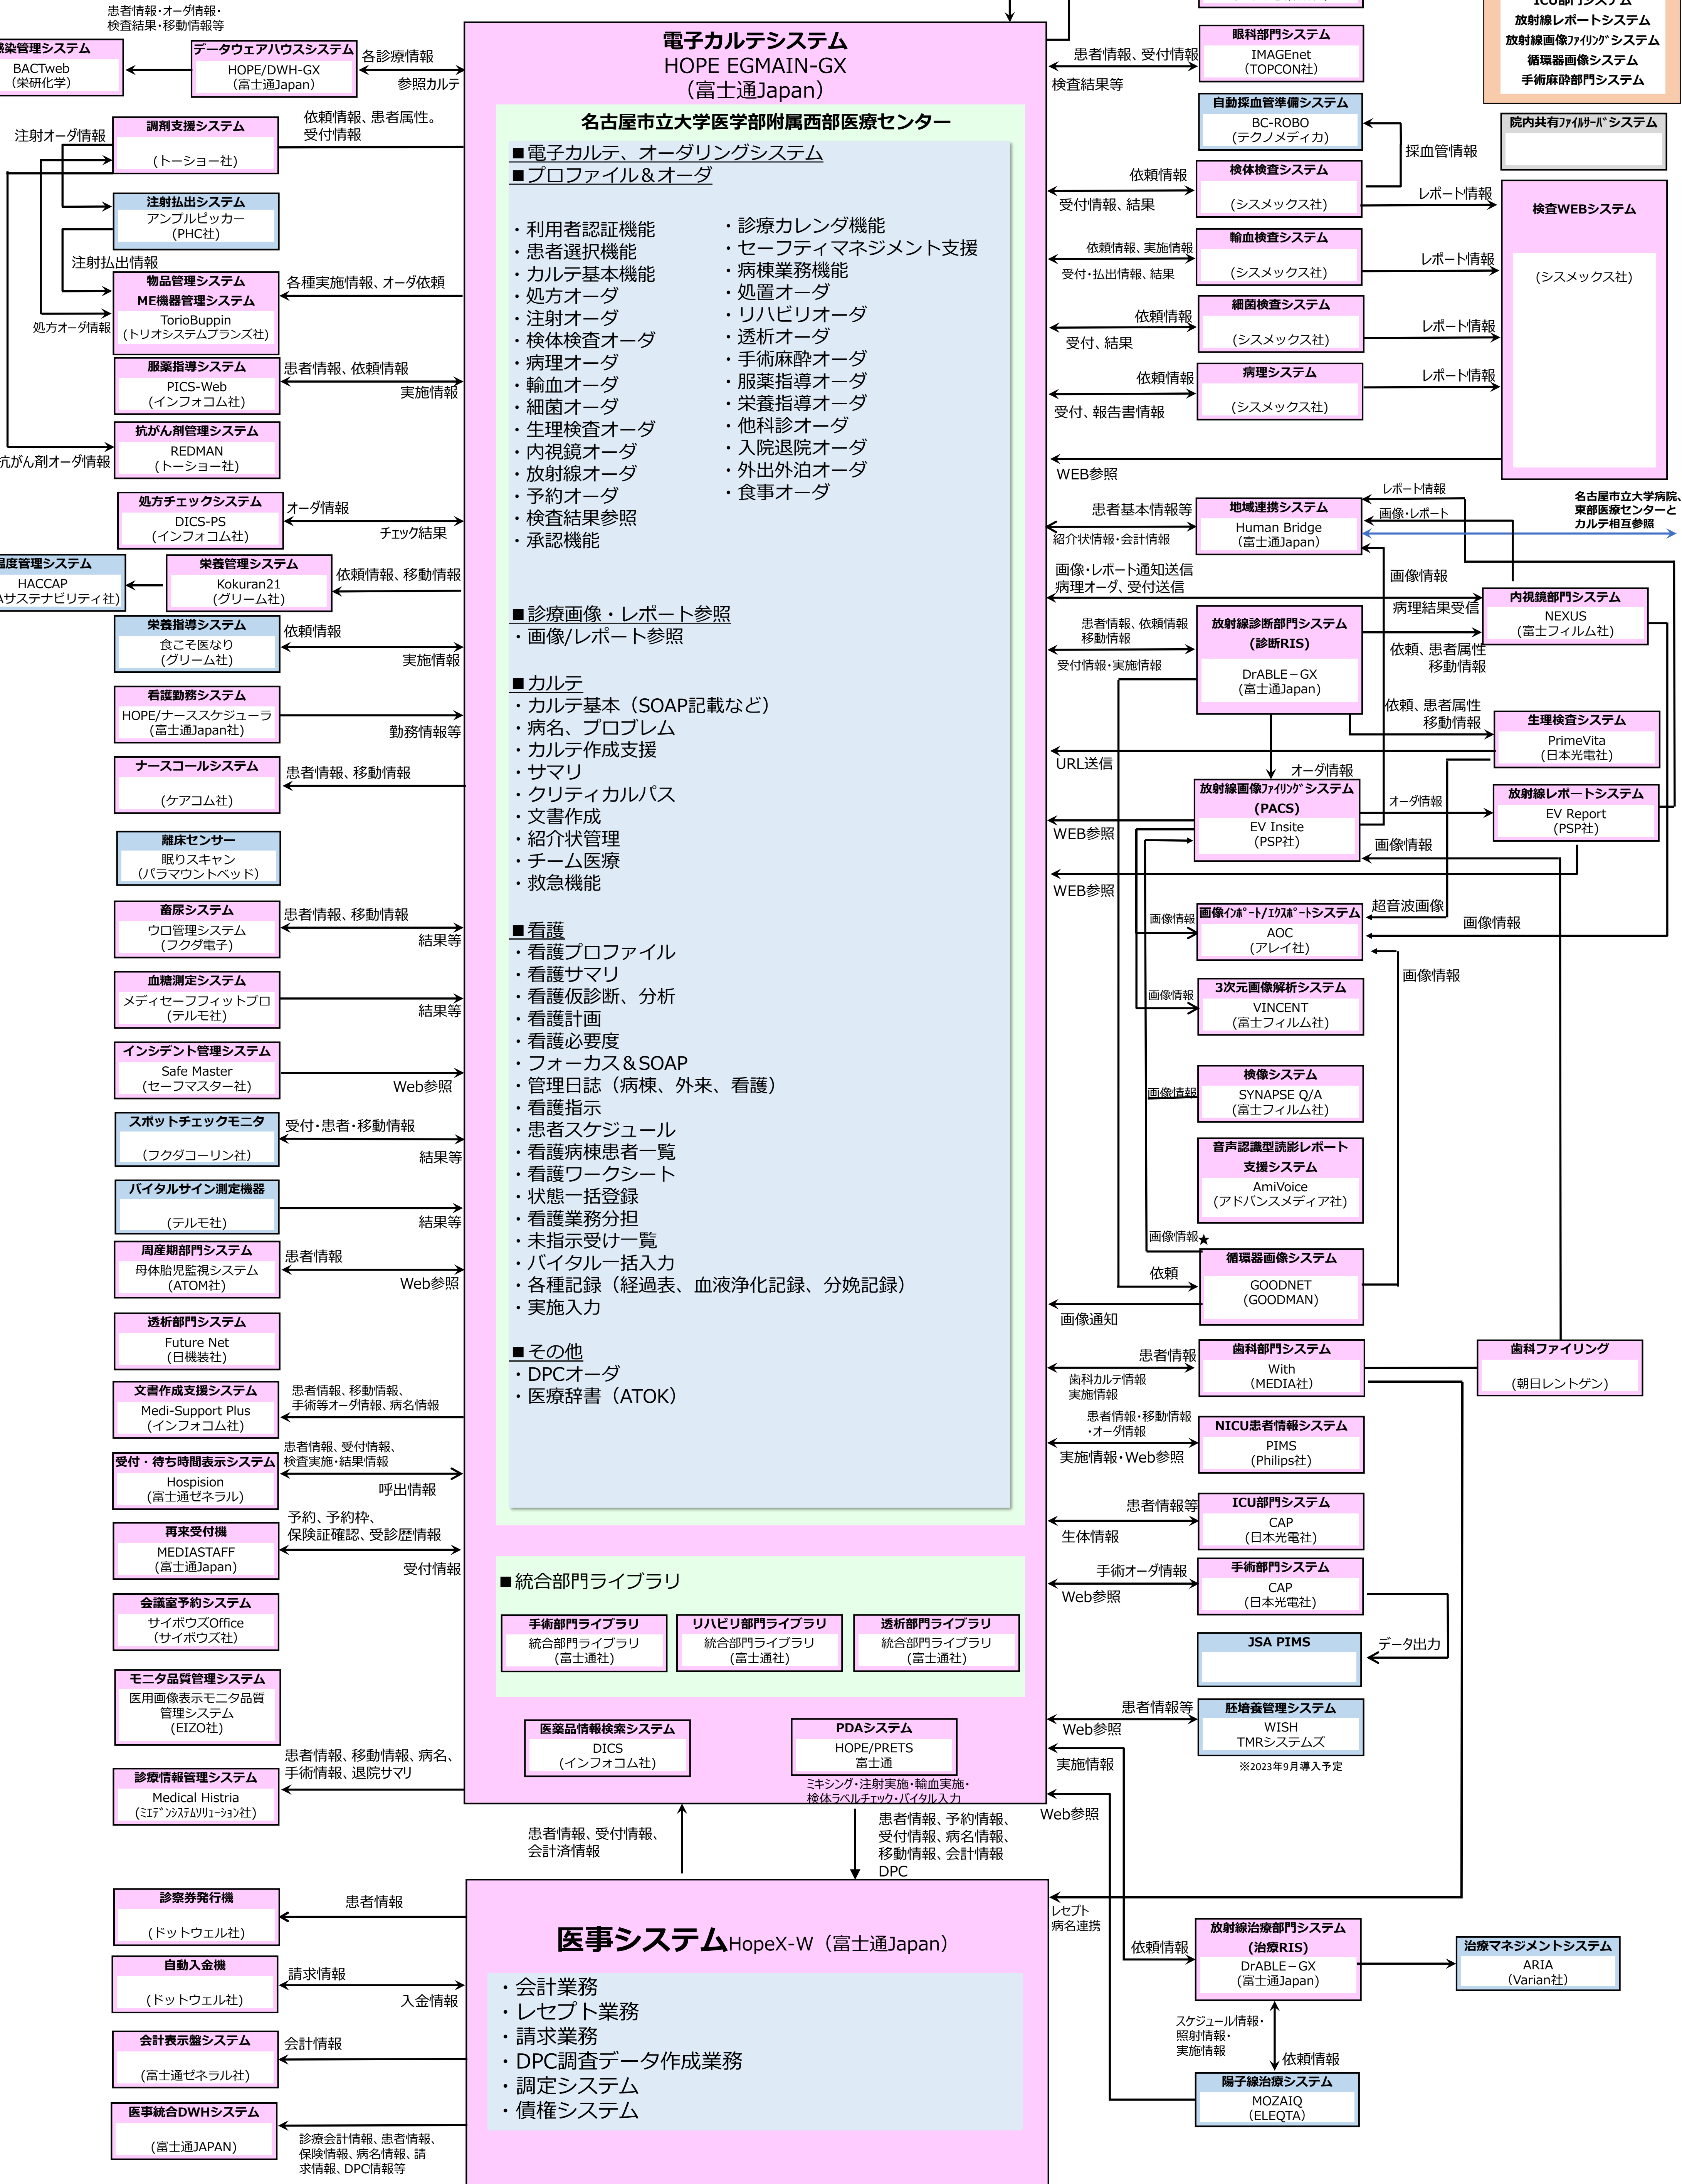 患者情報・オーダ情報・
検査結果・移動情報等
染管理システム
BACTweb
(栄研化学)
データウェアハウスシステム
HOPE/DWH-GX
(富士通Japan)
各診療情報
参照カルテ
調剤支援システム
(トーショー社)
依頼情報、患者属性。
受付情報
注射オーダ情報
注射払出システム
アンプルピッカー
(PHC社)
注射払出情報
物品管理システム
ME機器管理システム
TorioBuppin
(トリオシステムプランズ社)
各種実施情報、オーダ依頼
処方オーダ情報
服薬指導システム
PICS-Web
(インフォコム社)
患者情報、依頼情報
実施情報
抗がん剤管理システム
REDMAN
(トーショー社)
抗がん剤オーダ情報
処方チェックシステム
DICS-PS
(インフォコム社)
オーダ情報
チェック結果
温度管理システム
HACCAP
サステナビリティ社)
栄養管理システム
Kokuran21
(グリーム社)
依頼情報、移動情報
栄養指導システム
食こそ医なり
(グリーム社)
依頼情報
実施情報
看護勤務システム
HOPE/ナーススケジューラ
(富士通Japan社)
勤務情報等
ナースコールシステム
(ケアコム社)
患者情報、移動情報
離床センサー
眠りスキャン
(パラマウントベッド)
畜尿システム
ウロ管理システム
(フクダ電子)
患者情報、移動情報
結果等
血糖測定システム
メディセーフフィットプロ
(テルモ社)
結果等
インシデント管理システム
Safe Master
(セーフマスター社)
Web参照
スポットチェックモニタ
(フクダコーリン社)
受付・患者・移動情報
結果等
バイタルサイン測定機器
(テルモ社)
結果等
周産期部門システム
母体胎児監視システム
(ATOM社)
患者情報
Web参照
透析部門システム
Future Net
(日機装社)
文書作成支援システム
Medi-Support Plus
(インフォコム社)
患者情報、移動情報、
手術等オーダ情報、病名情報
受付・待ち時間表示システム
Hospision
(富士通ゼネラル)
患者情報、受付情報、
検査実施・結果情報
呼出情報
再来受付機
MEDIASTAFF
(富士通Japan)
予約、予約枠、
保険証確認、受診歴情報
受付情報
会議室予約システム
サイボウズOffice
(サイボウズ社)
モニタ品質管理システム
医用画像表示モニタ品質
管理システム
(EIZO社)
診療情報管理システム
Medical Histria
(ﾐｴﾃﾞﾝｼｽﾃﾑｿﾘｭｰｼｮﾝ社)
患者情報、移動情報、病名、
手術情報、退院サマリ
電子カルテシステム
HOPE EGMAIN-GX
(富士通Japan)
名古屋市立大学医学部附属西部医療センター
■電子カルテ、オーダリングシステム
■プロファイル＆オーダ
・利用者認証機能
・患者選択機能
・カルテ基本機能
・処方オーダ
・注射オーダ
・検体検査オーダ
・病理オーダ
・輸血オーダ
・細菌オーダ
・生理検査オーダ
・内視鏡オーダ
・放射線オーダ
・予約オーダ
・検査結果参照
・承認機能
・診療カレンダ機能
・セーフティマネジメント支援
・病棟業務機能
・処置オーダ
・リハビリオーダ
・透析オーダ
・手術麻酔オーダ
・服薬指導オーダ
・栄養指導オーダ
・他科診オーダ
・入院退院オーダ
・外出外泊オーダ
・食事オーダ
■診療画像・レポート参照
・画像/レポート参照
■カルテ
・カルテ基本（SOAP記載など）
・病名、プロブレム
・カルテ作成支援
・サマリ
・クリティカルパス
・文書作成
・紹介状管理
・チーム医療
・救急機能
■看護
・看護プロファイル
・看護サマリ
・看護仮診断、分析
・看護計画
・看護必要度
・フォーカス＆SOAP
・管理日誌（病棟、外来、看護）
・看護指示
・患者スケジュール
・看護病棟患者一覧
・看護ワークシート
・状態一括登録
・看護業務分担
・未指示受け一覧
・バイタル一括入力
・各種記録（経過表、血液浄化記録、分娩記録）
・実施入力
■その他
・DPCオーダ
・医療辞書（ATOK）
■統合部門ライブラリ
手術部門ライブラリ
統合部門ライブラリ
(富士通社)
リハビリ部門ライブラリ
統合部門ライブラリ
(富士通社)
透析部門ライブラリ
統合部門ライブラリ
(富士通社)
医薬品情報検索システム
DICS
(インフォコム社)
PDAシステム
HOPE/PRETS
富士通
ミキシング・注射実施・輸血実施・
検体ラベルチェック・バイタル入力
患者情報、受付情報、
会計済情報
患者情報、予約情報、
受付情報、病名情報、
移動情報、会計情報
DPC
医事システムHopeX-W（富士通Japan）
・会計業務
・レセプト業務
・請求業務
・DPC調査データ作成業務
・調定システム
・債権システム
診察券発行機
(ドットウェル社)
患者情報
自動入金機
(ドットウェル社)
請求情報
入金情報
会計表示盤システム
(富士通ゼネラル社)
会計情報
医事統合DWHシステム
(富士通JAPAN)
診療会計情報、患者情報、
保険情報、病名情報、請
求情報、DPC情報等
患者情報、受付情報
検査結果等
眼科部門システム
IMAGEnet
(TOPCON社)
自動採血管準備システム
BC-ROBO
(テクノメディカ)
採血管情報
依頼情報
受付情報、結果
検体検査システム
(シスメックス社)
レポート情報
依頼情報、実施情報
受付・払出情報、結果
輸血検査システム
(シスメックス社)
レポート情報
依頼情報
受付、結果
細菌検査システム
(シスメックス社)
レポート情報
依頼情報
受付、報告書情報
病理システム
(シスメックス社)
レポート情報
WEB参照
ICU部門システム
放射線レポートシステム
放射線画像ﾌｧｲﾘﾝｸﾞシステム
循環器画像システム
手術麻酔部門システム
院内共有ﾌｧｲﾙｻｰﾊﾞシステム
検査WEBシステム
(シスメックス社)
患者基本情報等
紹介状情報・会計情報
地域連携システム
Human Bridge
(富士通Japan)
レポート情報
画像・レポート
名古屋市立大学病院、
東部医療センターと
カルテ相互参照
画像情報
画像・レポート通知送信
病理オーダ、受付送信
病理結果受信
内視鏡部門システム
NEXUS
(富士フィルム社)
患者情報、依頼情報
移動情報
受付情報・実施情報
放射線診断部門システム
(診断RIS)
DrABLE－GX
(富士通Japan)
依頼、患者属性
移動情報
依頼、患者属性
移動情報
生理検査システム
PrimeVita
(日本光電社)
URL送信
オーダ情報
放射線画像ﾌｧｲﾘﾝｸﾞシステム
(PACS)
EV Insite
(PSP社)
WEB参照
オーダ情報
放射線レポートシステム
EV Report
(PSP社)
画像情報
WEB参照
画像情報
画像ｲﾝﾎﾟｰﾄ/ｴｸｽﾎﾟｰﾄシステム
AOC
(アレイ社)
超音波画像
画像情報
画像情報
画像情報
3次元画像解析システム
VINCENT
(富士フィルム社)
画像情報
検像システム
SYNAPSE Q/A
(富士フィルム社)
音声認識型読影レポート
支援システム
AmiVoice
(アドバンスメディア社)
画像情報★
循環器画像システム
GOODNET
(GOODMAN)
依頼
画像通知
患者情報
歯科カルテ情報
実施情報
歯科部門システム
With
(MEDIA社)
歯科ファイリング
(朝日レントゲン)
患者情報・移動情報
・オーダ情報
実施情報・Web参照
NICU患者情報システム
PIMS
(Philips社)
患者情報等
生体情報
ICU部門システム
CAP
(日本光電社)
手術オーダ情報
Web参照
手術部門システム
CAP
(日本光電社)
JSA PIMS
データ出力
患者情報等
Web参照
胚培養管理システム
WISH
TMRシステムズ
※2023年9月導入予定
実施情報
Web参照
レセプト
病名連携
依頼情報
放射線治療部門システム
(治療RIS)
DrABLE－GX
(富士通Japan)
治療マネジメントシステム
ARIA
(Varian社)
スケジュール情報・
照射情報・
実施情報
依頼情報
陽子線治療システム
MOZAIQ
(ELEQTA)